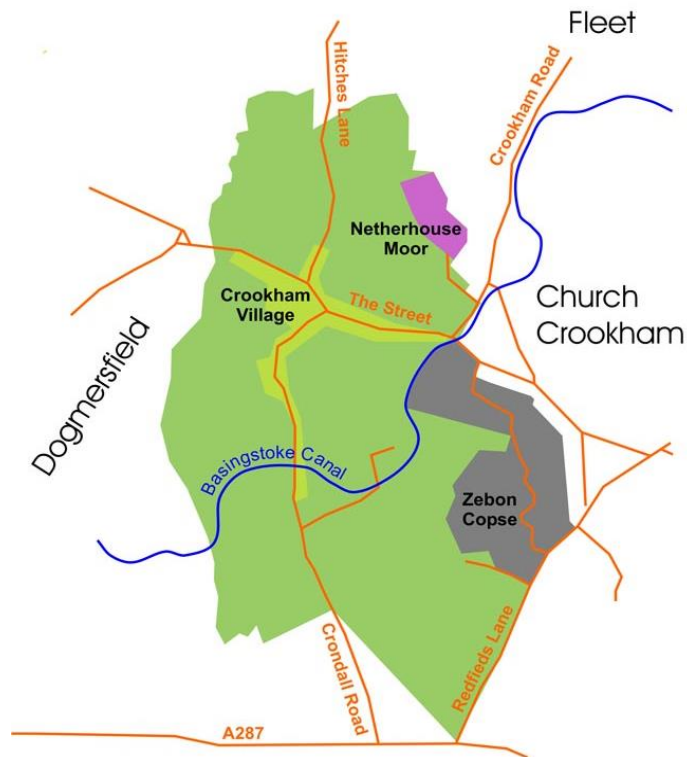 Fleet
Hitches Lane
Crookham Road
Netherhouse
Moor
Crookham
Village
The Street
Church
Crookham
Dogmersfield
Basingstoke Canal
Zebon
Copse
Crondall Road
Redfieds Lane
A287